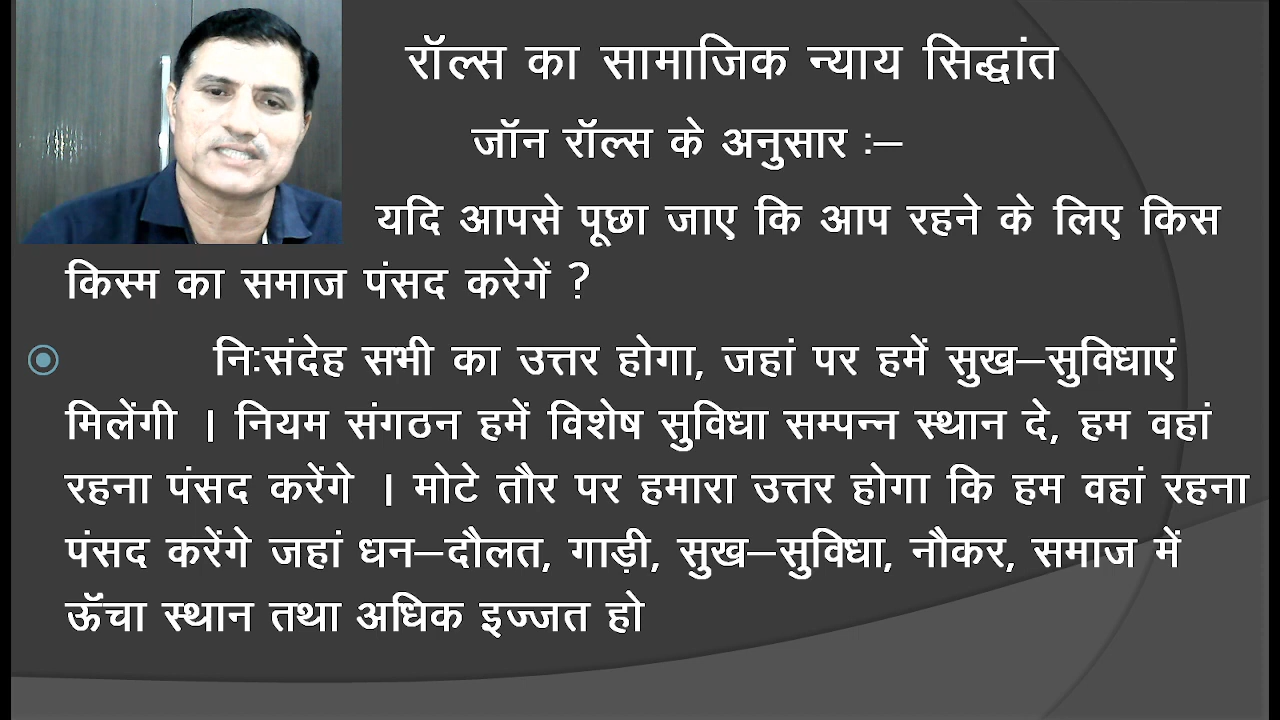 रॉल्स का सामाजिक न्याय सिद्धांत
जॉन रॉल्स के अनुसार :–
यदि आपसे पूछा जाए कि आप रहने के लिए किस
किस्म का समाज पंसद करेगें ?
नि:संदेह सभी का उत्तर होगा, जहां पर हमें सुख–सुविधाएं
मिलेंगी । नियम संगठन हमें विशेष सुविधा सम्पन्न स्थान दे, हम वहां
रहना पंसद करेंगे । मोटे तौर पर हमारा उत्तर होगा कि हम वहां रहना
पंसद करेंगे जहां धन–दौलत, गाड़ी, सुख–सुविधा, नौकर, समाज में
ऊॅंचा स्थान तथा अधिक इज्जत हो